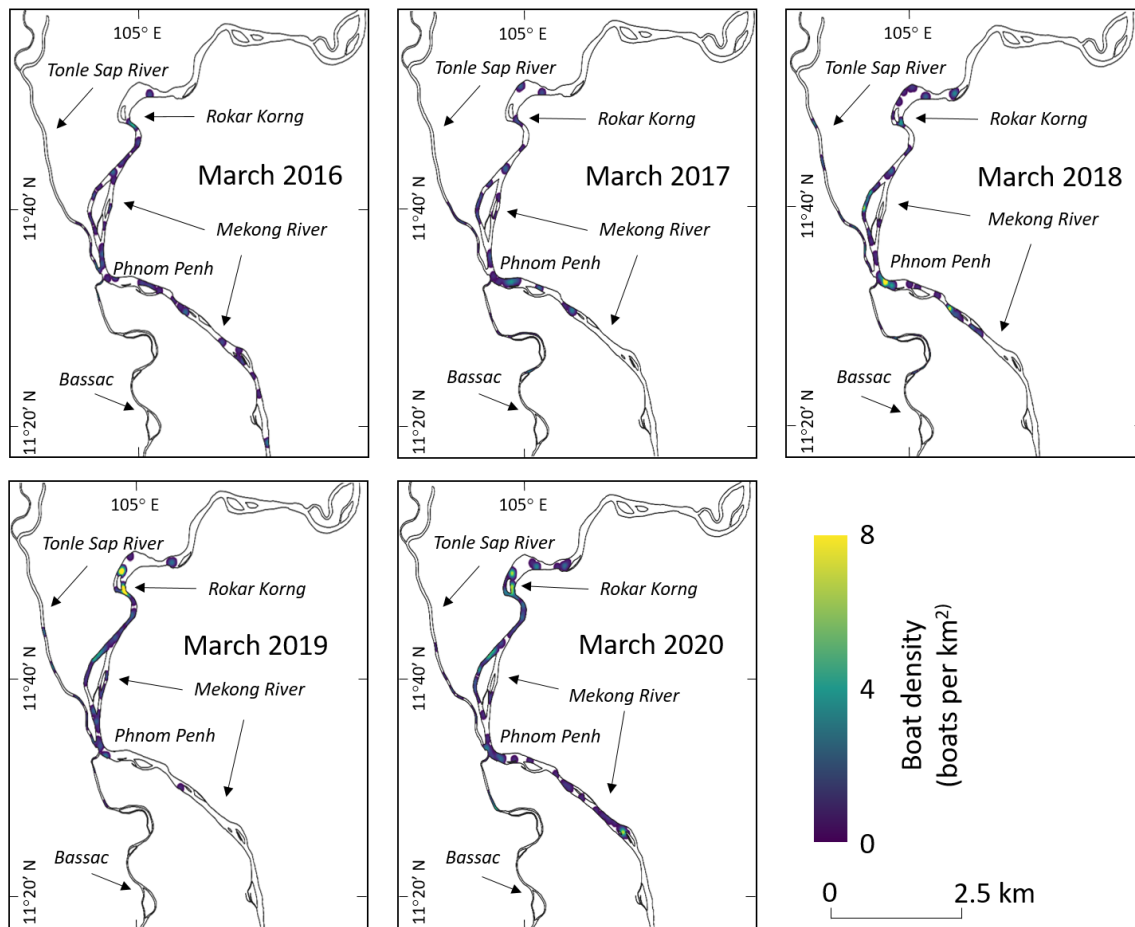 105° E
Tonle Sap River
Rokar Korng
March 2016
11°40′ N
Mekong River
Phnom Penh
Bassac
11°20′ N
105° E
Tonle Sap River
Rokar Korng
March 2017
11°40′ N
Mekong River
Phnom Penh
Bassac
11°20′ N
105° E
Tonle Sap River
Rokar Korng
March 2018
11°40′ N
Mekong River
Phnom Penh
Bassac
11°20′ N
105° E
Tonle Sap River
Rokar Korng
March 2019
11°40′ N
Mekong River
Phnom Penh
Bassac
11°20′ N
105° E
Tonle Sap River
Rokar Korng
March 2020
11°40′ N
Mekong River
Phnom Penh
Bassac
11°20′ N
8
4
0
Boat density
(boats per km²)
0 2.5 km